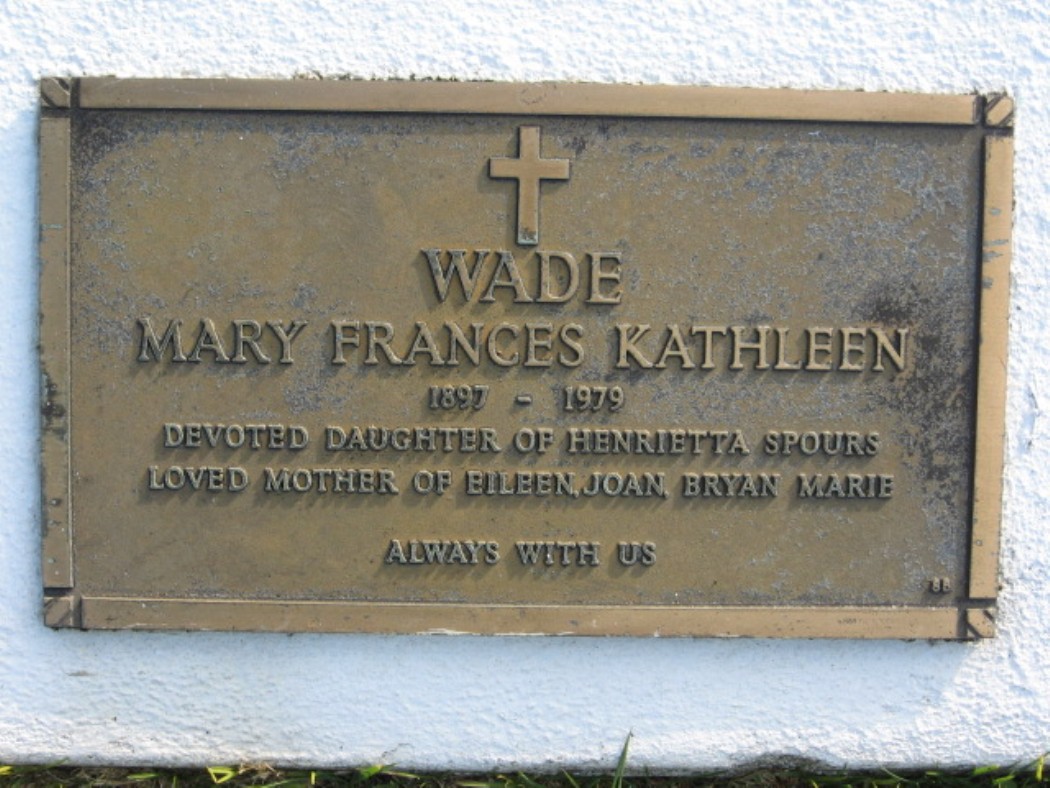 WADE
MARY FRANCES KATHLEEN
1897 - 1979
DEVOTED DAUGHTER OF HENRIETTA SPOURS
LOVED MOTHER OF EILEEN, JOAN, BRYAN MARIE
ALWAYS WITH US